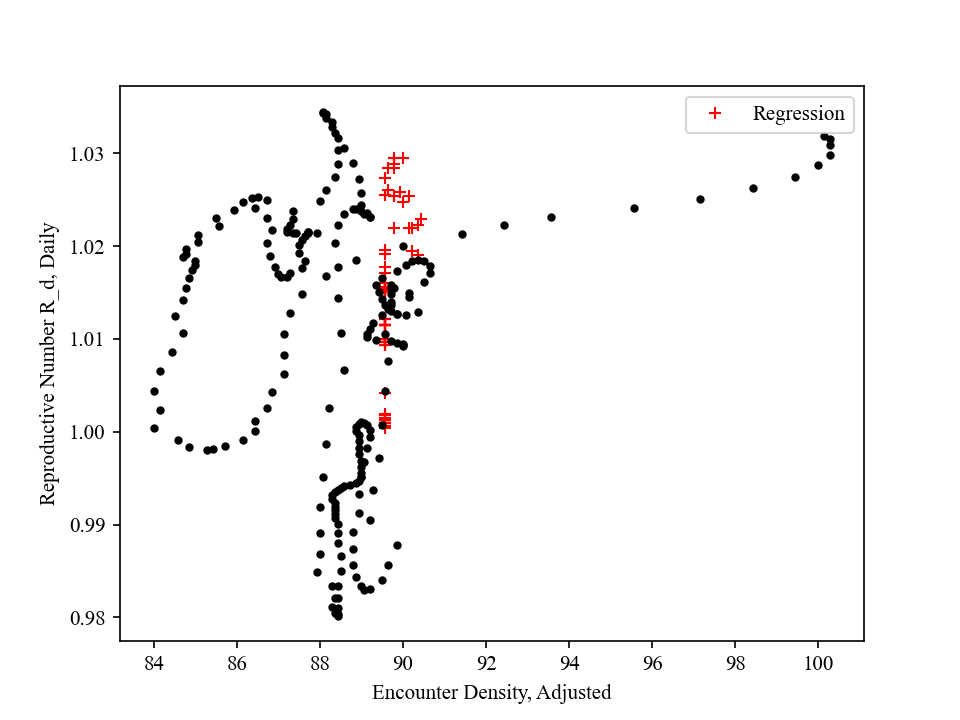 Regression
1.03
1.02
1.01
1.00
0.99
0.98
Reproductive Number R_d, Daily
84 86 88 90 92 94 96 98 100
Encounter Density, Adjusted